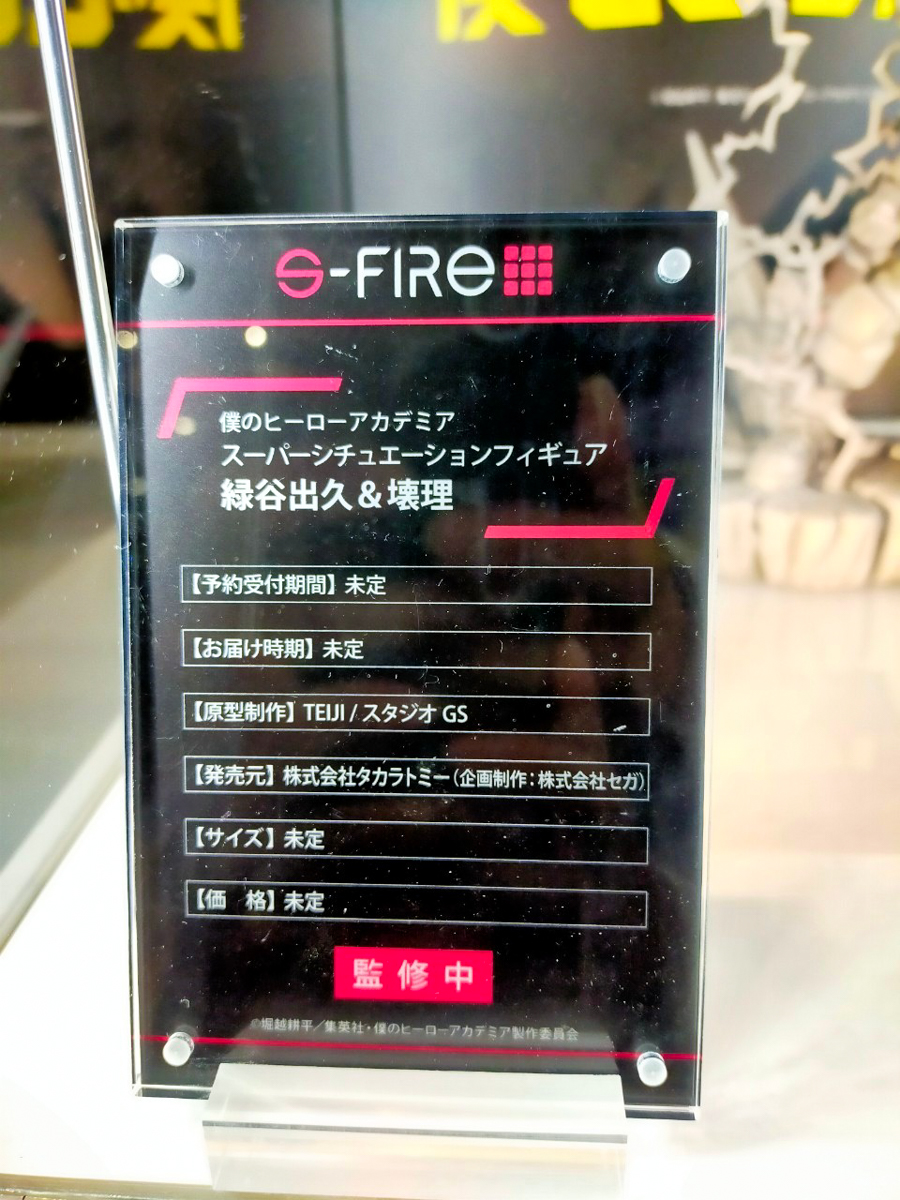 S-FIRE
僕のヒーローアカデミア
スーパーシチュエーションフィギュア
緑谷出久＆壊理
【予約受付期間】未定
【お届け時期】未定
【原型制作】TEIJI / スタジオ GS
【発売元】株式会社タカラトミー（企画制作：株式会社セガ）
【サイズ】未定
【価　格】未定
監修中
©堀越耕平／集英社・僕のヒーローアカデミア製作委員会